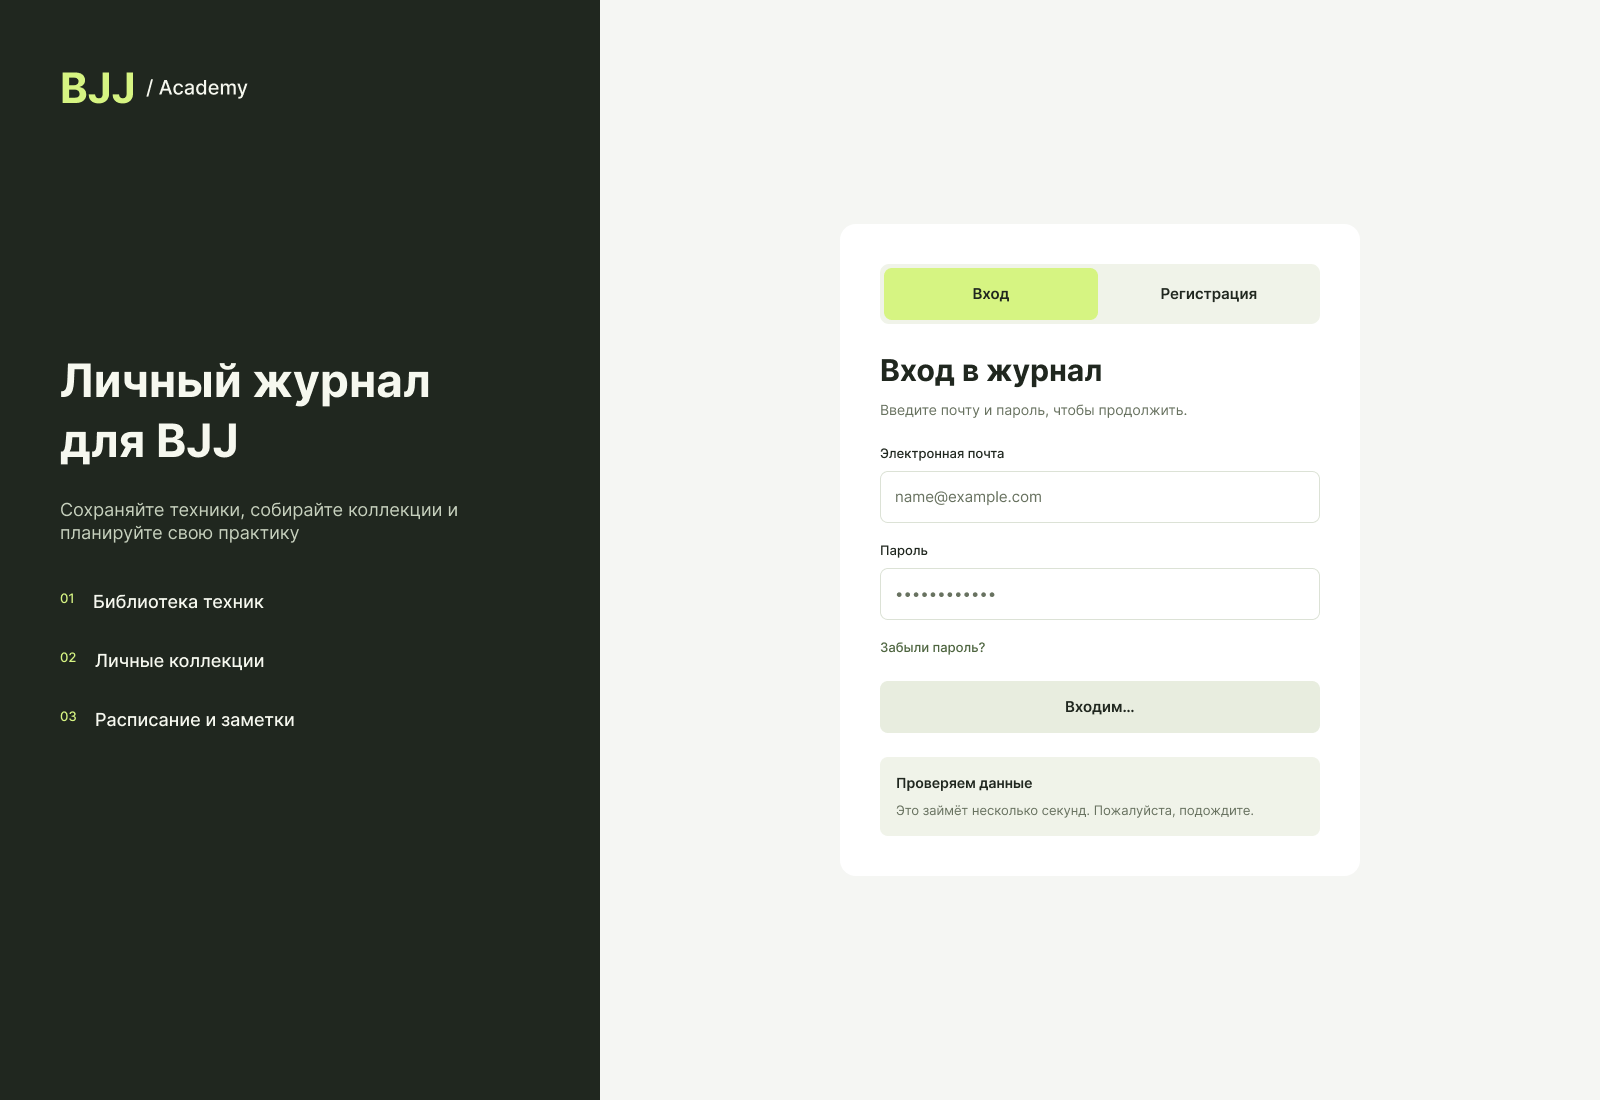 BJJ / Academy
Личный журнал
для BJJ
Сохраняйте техники, собирайте коллекции и
планируйте свою практику
01 Библиотека техник
02 Личные коллекции
03 Расписание и заметки
Вход
Регистрация
Вход в журнал
Введите почту и пароль, чтобы продолжить.
Электронная почта
name@example.com
Пароль
••••••••••••
Забыли пароль?
Входим...
Проверяем данные
Это займёт несколько секунд. Пожалуйста, подождите.